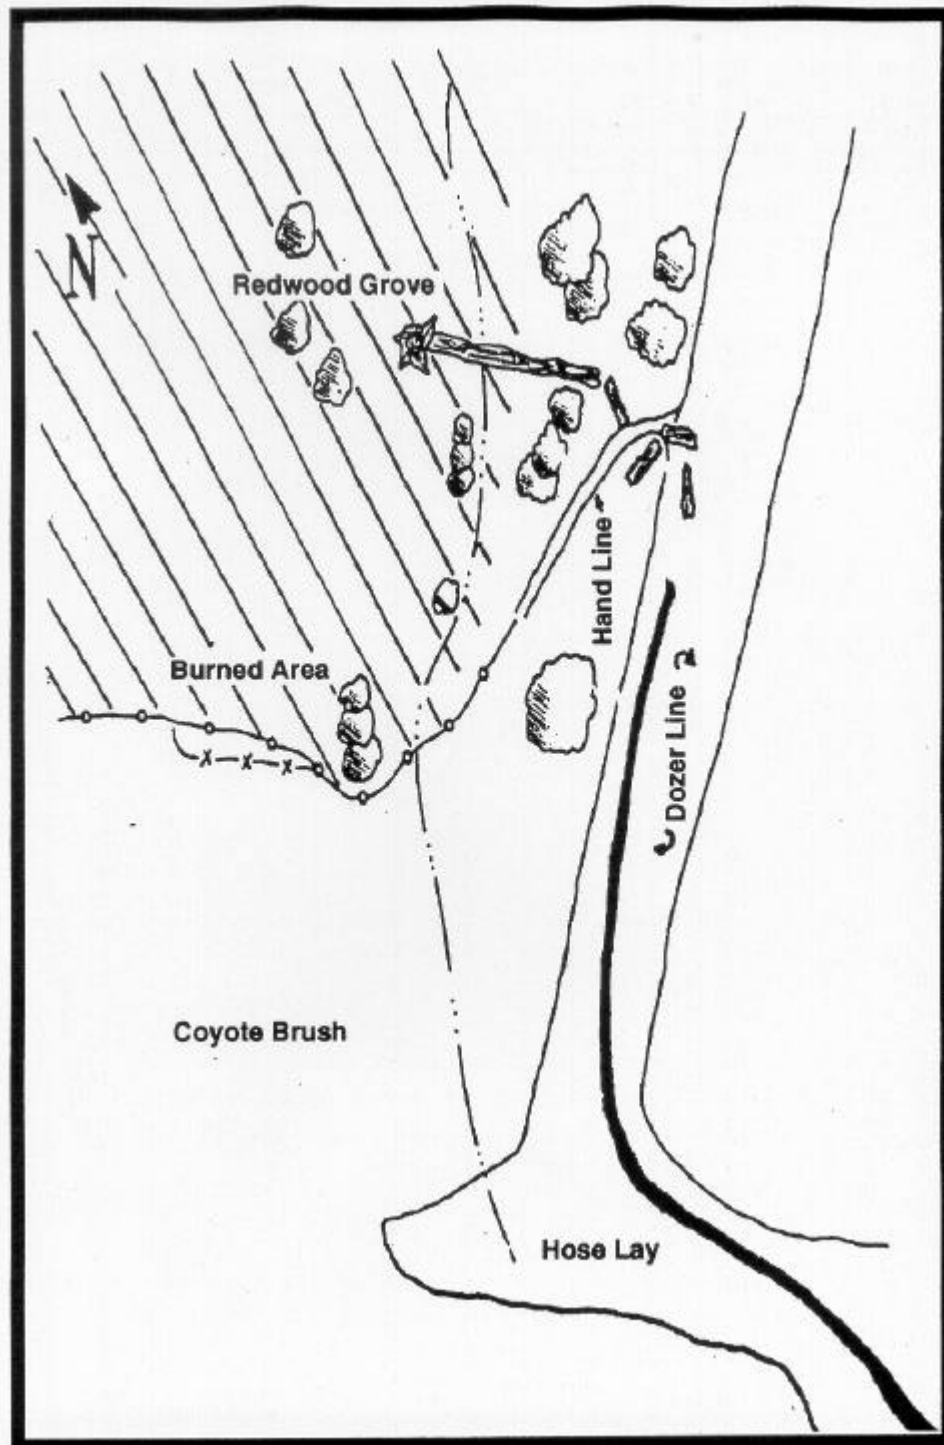 N
Redwood Grove
Hand Line
Burned Area
Dozer Line
Coyote Brush
Hose Lay